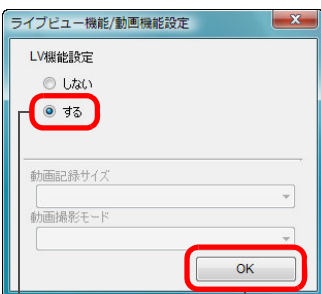 ライブビュー機能/動画機能設定
LV機能設定
しない
する
動画記録サイズ
動画撮影モード
OK